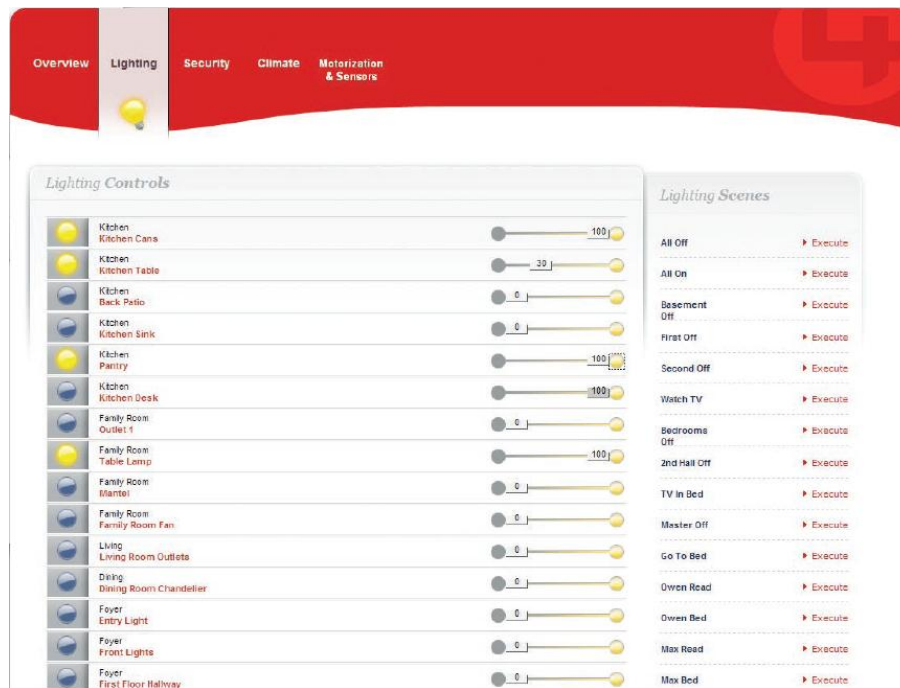 Overview
Lighting
Security
Climate
Motorization
& Sensors
Lighting Controls
Kitchen
Kitchen Cans
100
Kitchen
Kitchen Table
30
Kitchen
Back Patio
0
Kitchen
Kitchen Sink
0
Kitchen
Pantry
100
Kitchen
Kitchen Desk
100
Family Room
Outlet 1
0
Family Room
Table Lamp
100
Family Room
Mantel
0
Family Room
Family Room Fan
0
Living
Living Room Outlets
0
Dining
Dining Room Chandelier
0
Foyer
Entry Light
0
Foyer
Front Lights
0
Foyer
First Floor Hallway
0
Lighting Scenes
All Off Execute
All On Execute
Basement Execute
Off
First Off Execute
Second Off Execute
Watch TV Execute
Bedrooms Execute
Off
2nd Hall Off Execute
TV In Bed Execute
Master Off Execute
Go To Bed Execute
Owen Read Execute
Owen Bed Execute
Max Read Execute
Max Bed Execute